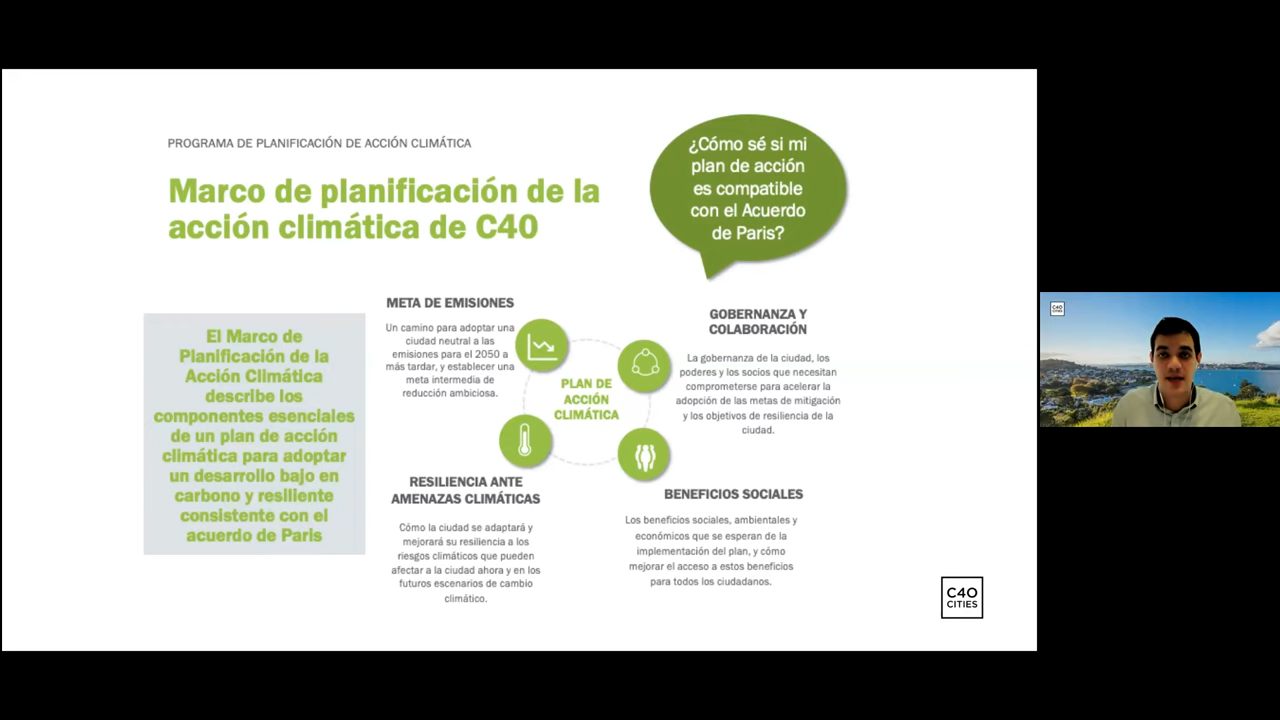 PROGRAMA DE PLANIFICACIÓN DE ACCIÓN CLIMÁTICA
Marco de planificación de la
acción climática de C40
¿Cómo sé si mi
plan de acción
es compatible
con el Acuerdo
de Paris?
El Marco de
Planificación de la
Acción Climática
describe los
componentes esenciales
de un plan de acción
climática para adoptar
un desarrollo bajo en
carbono y resiliente
consistente con el
acuerdo de Paris
META DE EMISIONES
Un camino para adoptar una
ciudad neutral a las
emisiones para el 2050 a
más tardar, y establecer una
meta intermedia de
reducción ambiciosa.
GOBERNANZA Y
COLABORACIÓN
La gobernanza de la ciudad, los
poderes y los socios que necesitan
comprometerse para acelerar la
adopción de las metas de mitigación
y los objetivos de resiliencia de la
ciudad.
PLAN DE
ACCIÓN
CLIMÁTICA
RESILIENCIA ANTE
AMENAZAS CLIMÁTICAS
Cómo la ciudad se adaptará y
mejorará su resiliencia a los
riesgos climáticos que pueden
afectar a la ciudad ahora y en los
futuros escenarios de cambio
climático.
BENEFICIOS SOCIALES
Los beneficios sociales, ambientales y
económicos que se esperan de la
implementación del plan, y cómo
mejorar el acceso a estos beneficios
para todos los ciudadanos.
C40
CITIES
C40
CITIES